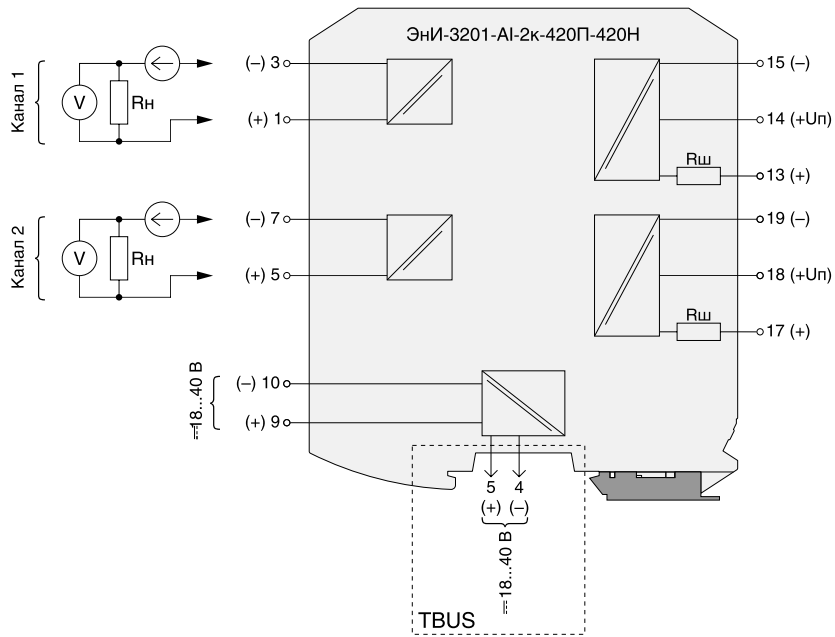 ЭнИ-3201-AI-2к-420П-420Н
Канал 1
V
Rн
(–) 3
(+) 1
15 (–)
14 (+Uп)
Rш
13 (+)
Канал 2
V
Rн
(–) 7
(+) 5
19 (–)
18 (+Uп)
Rш
17 (+)
⎓18...40 В
(–) 10
(+) 9
5 4
(+) (–)
⎓18...40 В
TBUS